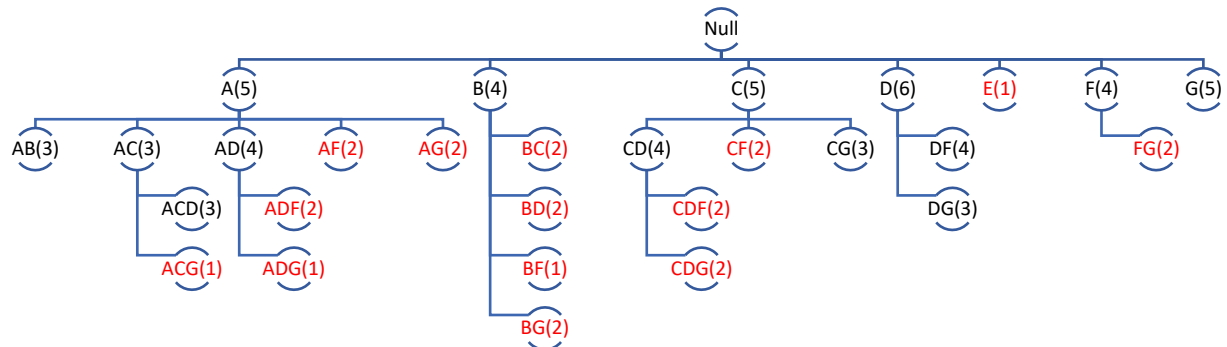 Null
A(5) B(4) C(5) D(6) E(1) F(4) G(5)
AB(3) AC(3) AD(4) AF(2) AG(2) BC(2) CD(4) CF(2) CG(3) DF(4) FG(2)
ACD(3) ADF(2) BD(2) CDF(2) DG(3)
ACG(1) ADG(1) BF(1) CDG(2)
BG(2)